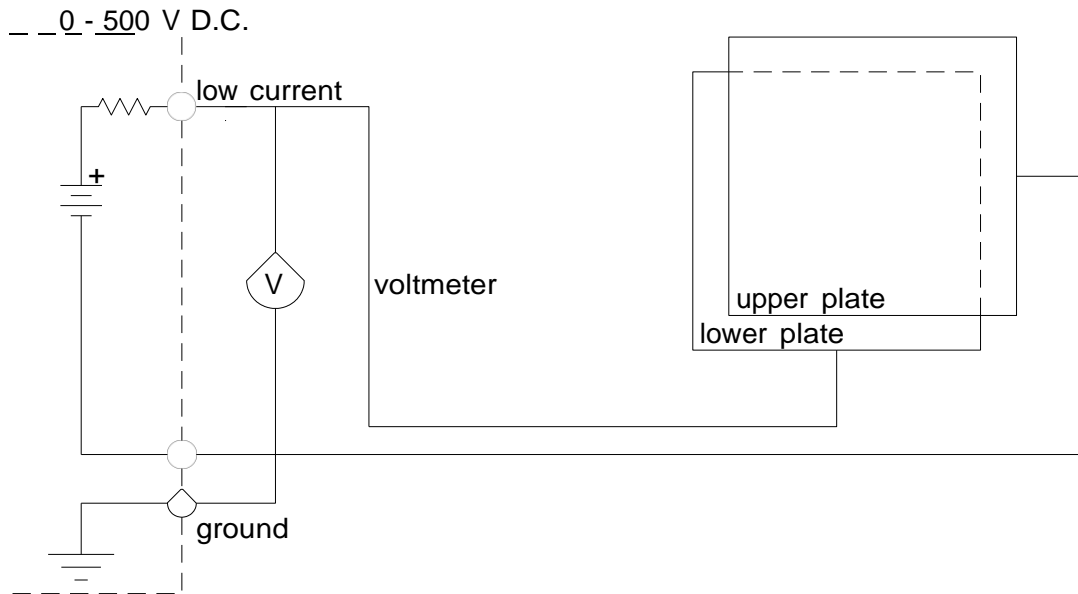 0 - 500 V D.C.
low current
+
V
voltmeter
upper plate
lower plate
ground